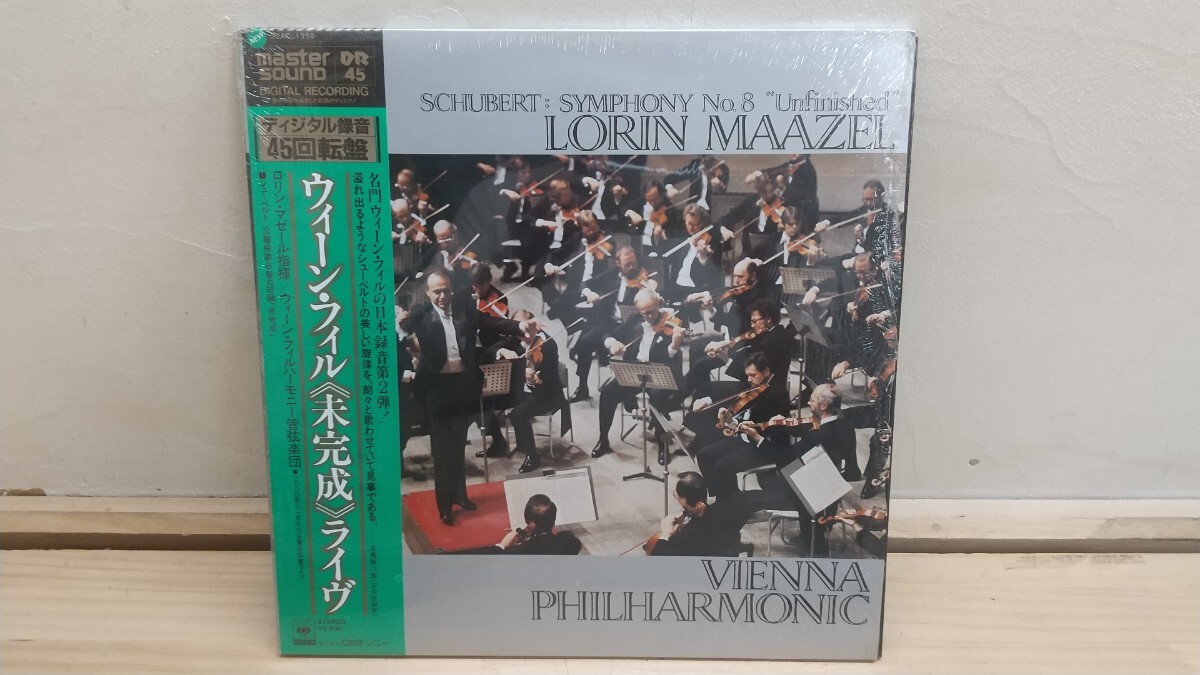 master
sound
DR
45
DIGITAL RECORDING
ディジタル録音
45回転盤
SCHUBERT: SYMPHONY No.8 "Unfinished"
LORIN MAAZEL
名門ウィーン・フィルの日本録音第2弾!
溢れ出るようなシューベルトの美しい旋律を、朗々と歌わせていて見事である。
ウィーン・フィル《未完成》ライヴ
ロリン・マゼール指揮/ウィーン・フィルハーモニー管弦楽団
STEREO
CBS・ソニー
VIENNA
PHILHARMONIC